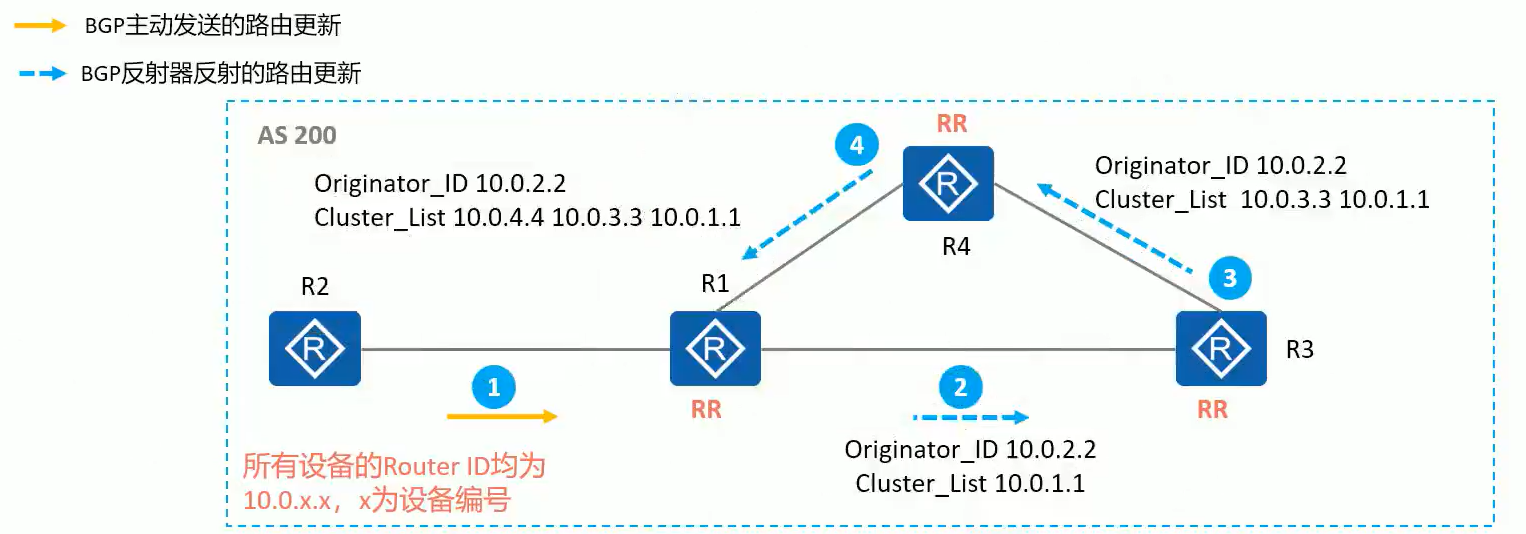 BGP主动发送的路由更新
BGP反射器反射的路由更新
AS 200
RR
4
Originator_ID 10.0.2.2
Cluster_List 10.0.3.3 10.0.1.1
Originator_ID 10.0.2.2
Cluster_List 10.0.4.4 10.0.3.3 10.0.1.1
R
R4
3
R2
R1
R
R
R
R3
1
2
RR
RR
Originator_ID 10.0.2.2
Cluster_List 10.0.1.1
所有设备的Router ID均为
10.0.x.x，x为设备编号